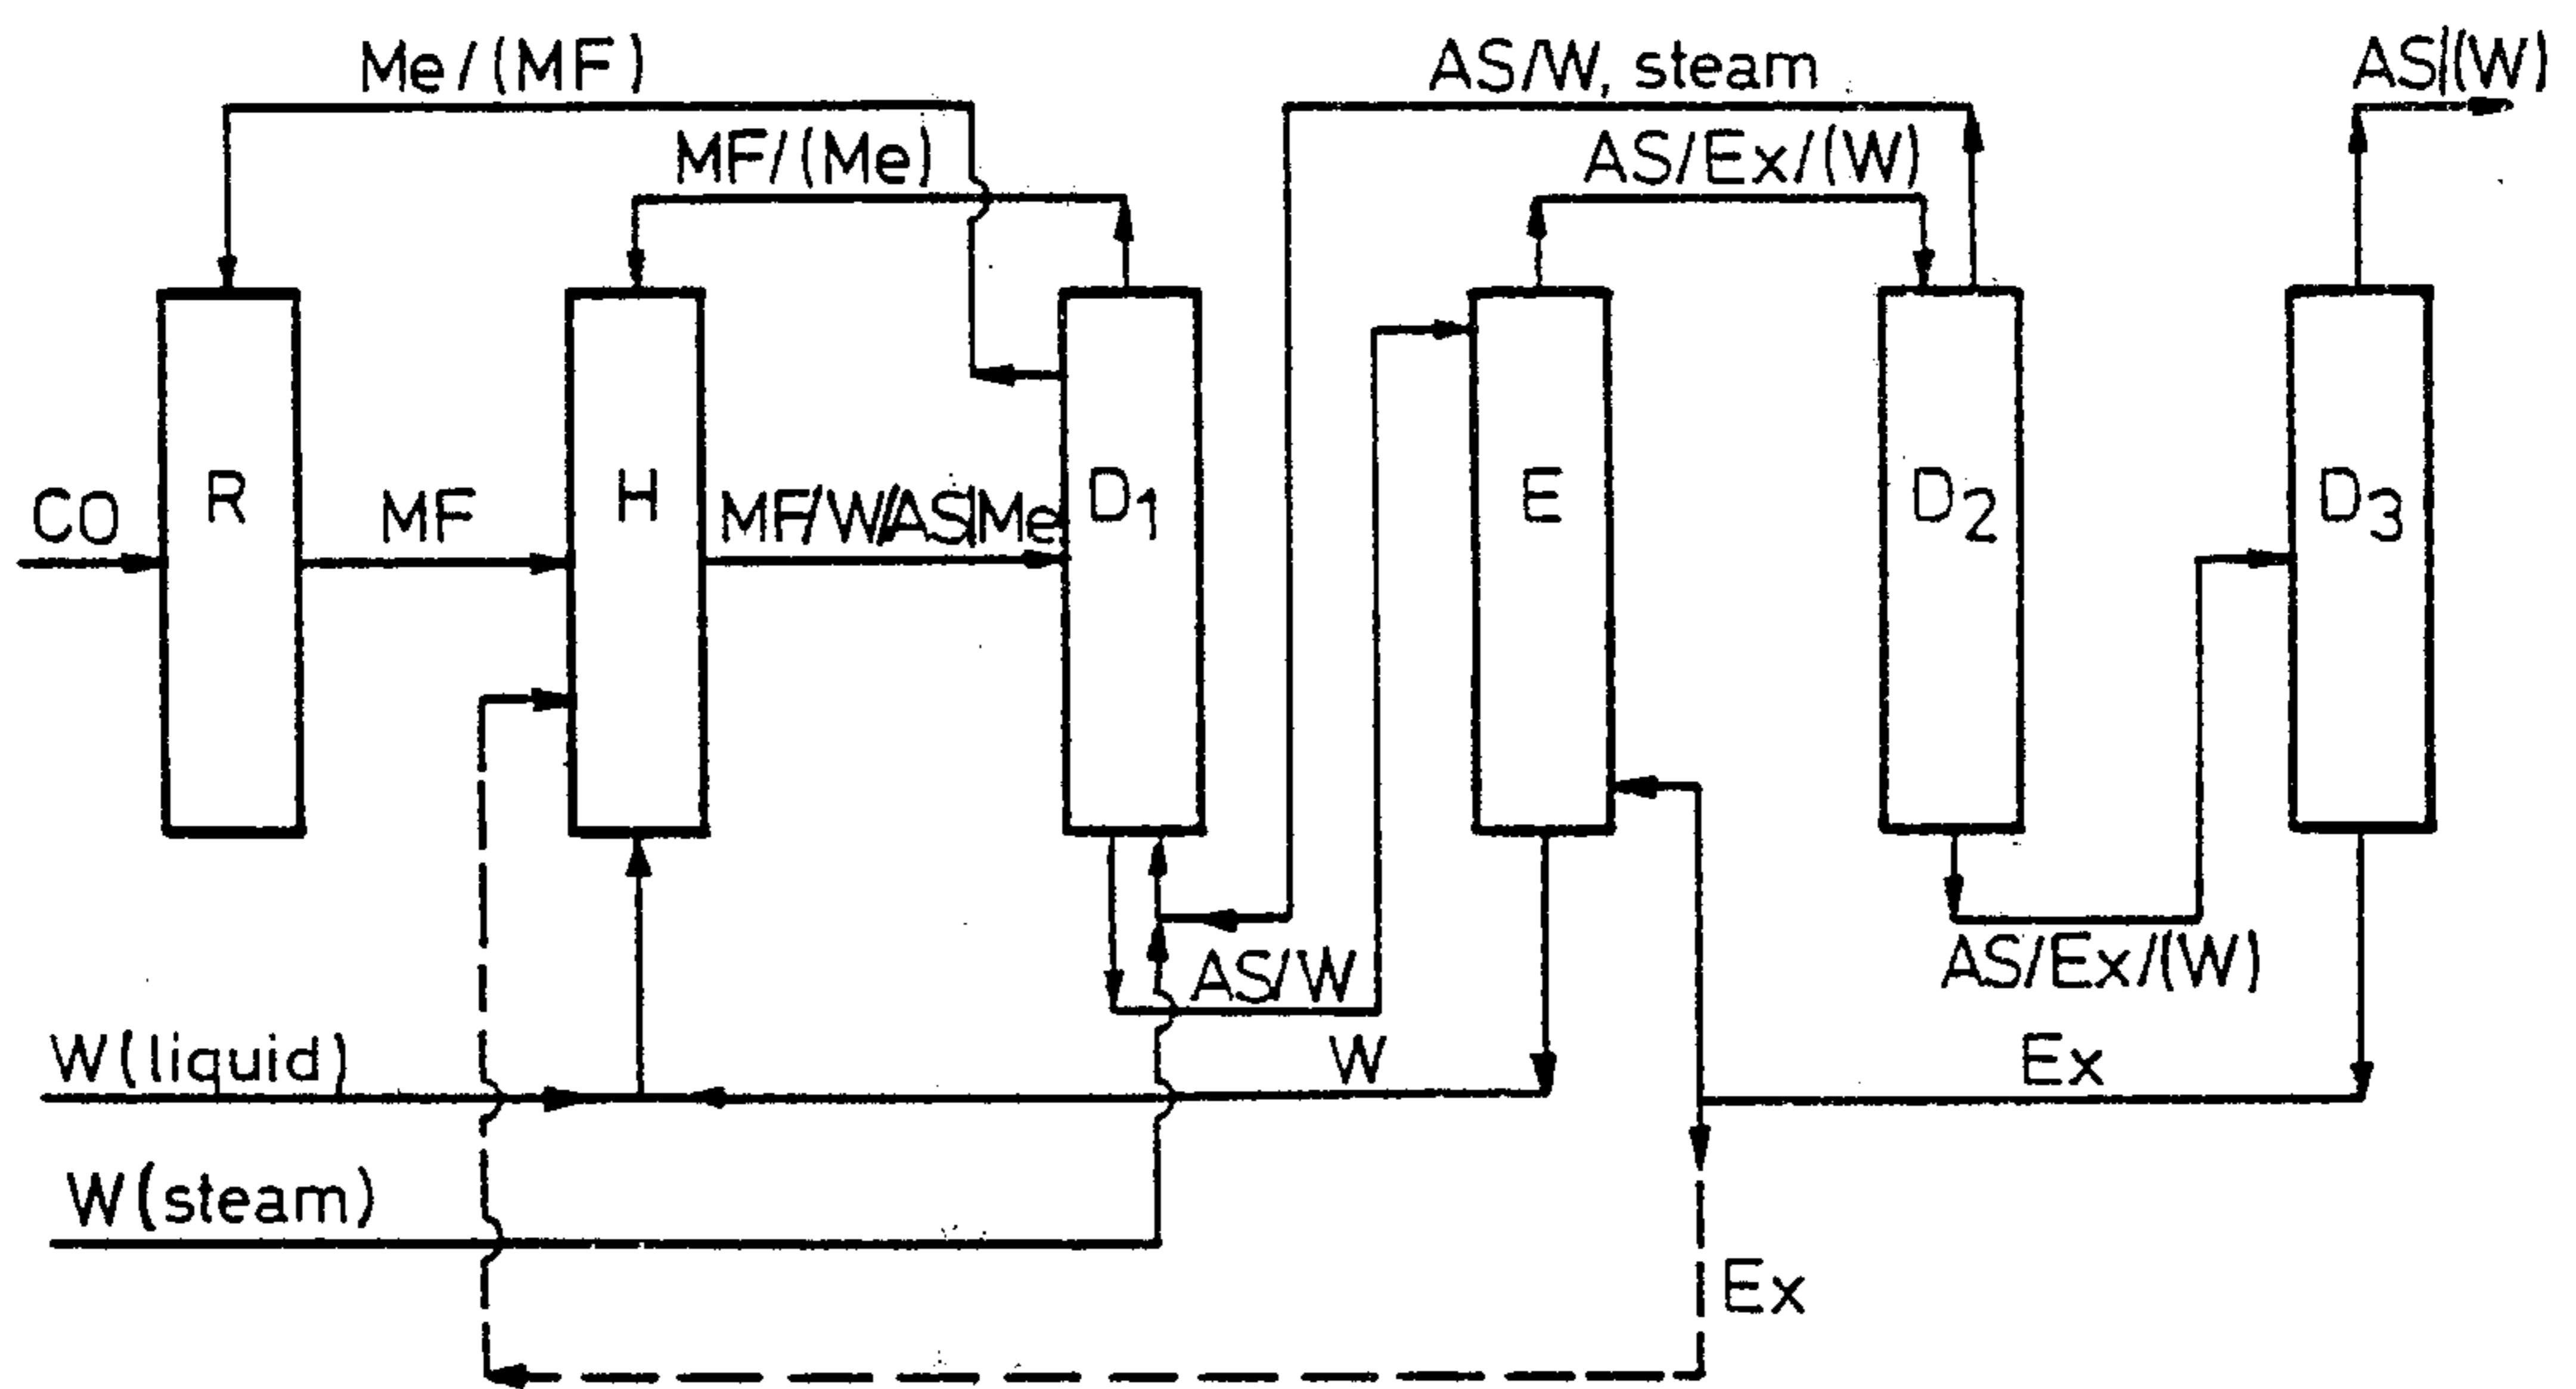 Me/(MF)
AS/W, steam
AS/(W)
MF/(Me)
AS/Ex/(W)
CO
R
MF
H
MF/W/AS/Me
D1
E
D2
D3
AS/W
AS/Ex/(W)
W(liquid)
W
Ex
W(steam)
Ex